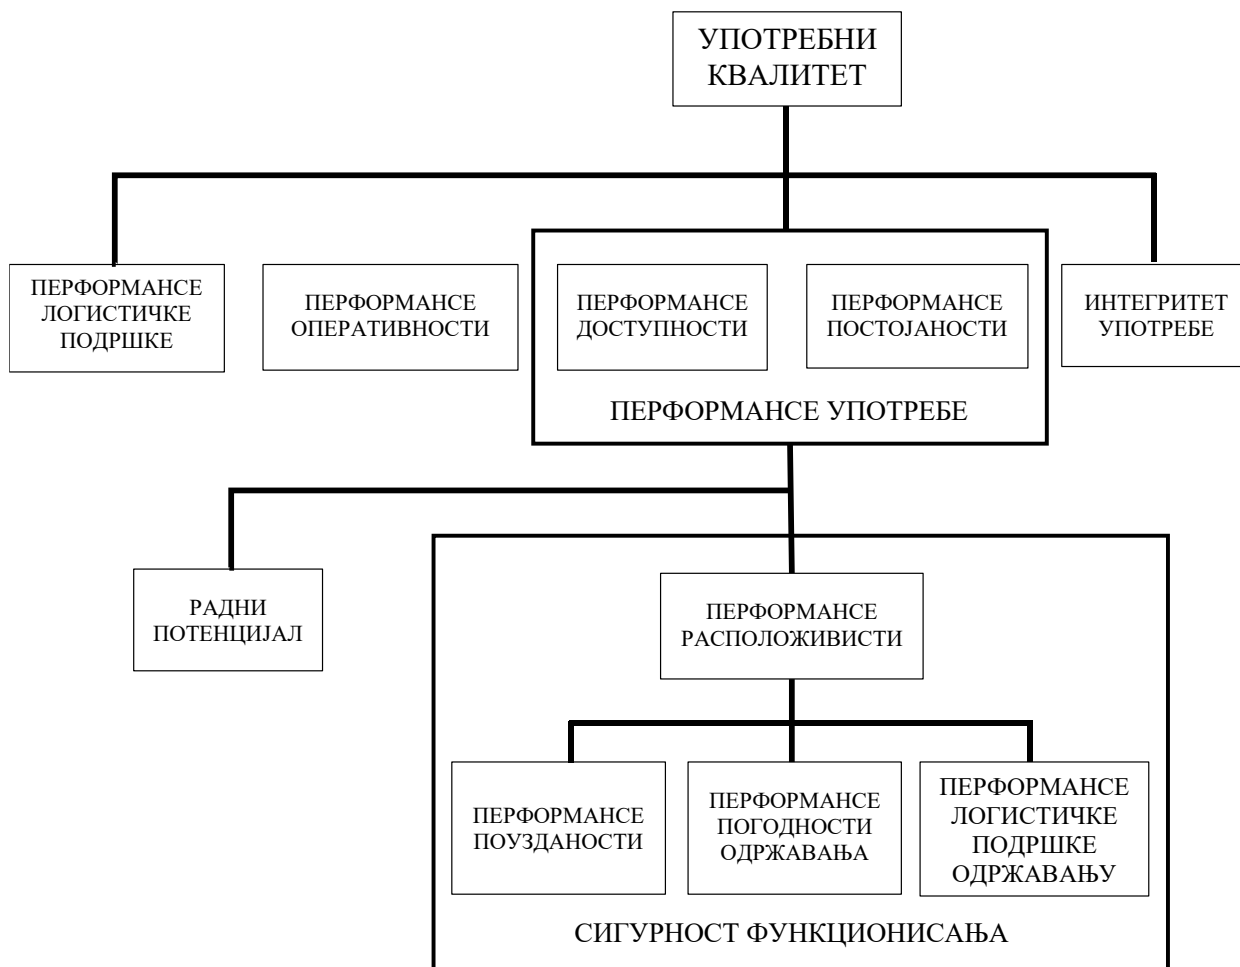 УПОТРЕБНИ
КВАЛИТЕТ
ПЕРФОРМАНСЕ
ЛОГИСТИЧКЕ
ПОДРШКЕ
ПЕРФОРМАНСЕ
ОПЕРАТИВНОСТИ
ПЕРФОРМАНСЕ
ДОСТУПНОСТИ
ПЕРФОРМАНСЕ
ПОСТОЈАНОСТИ
ИНТЕГРИТЕТ
УПОТРЕБЕ
ПЕРФОРМАНСЕ УПОТРЕБЕ
РАДНИ
ПОТЕНЦИЈАЛ
ПЕРФОРМАНСЕ
РАСПОЛОЖИВИСТИ
ПЕРФОРМАНСЕ
ПОУЗДАНОСТИ
ПЕРФОРМАНСЕ
ПОГОДНОСТИ
ОДРЖАВАЊА
ПЕРФОРМАНСЕ
ЛОГИСТИЧКЕ
ПОДРШКЕ
ОДРЖАВАЊУ
СИГУРНОСТ ФУНКЦИОНИСАЊА